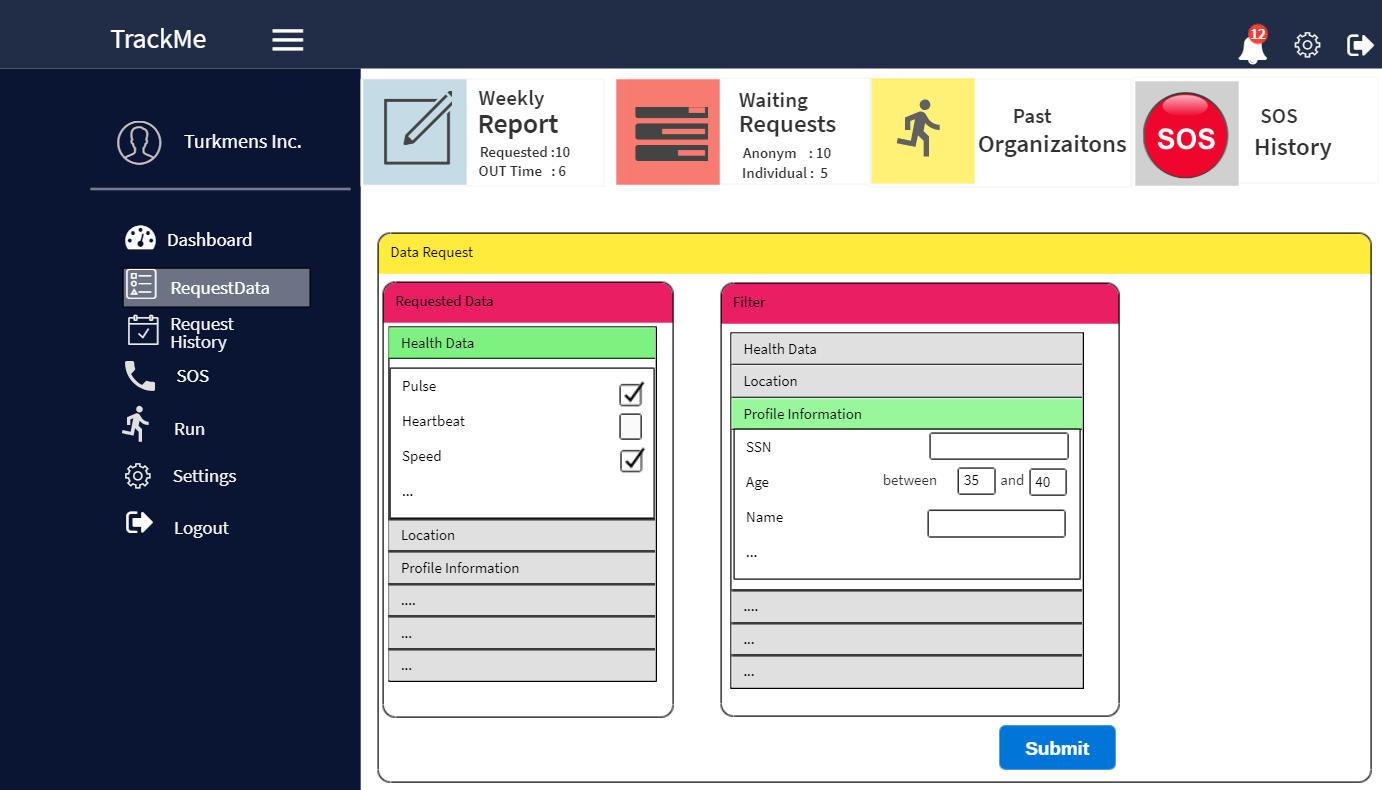 TrackMe
12
Turkmens Inc.
Dashboard
RequestData
Request
History
SOS
Run
Settings
Logout
Weekly
Report
Requested :10
OUT Time : 6
Waiting
Requests
Anonym : 10
Individual : 5
Past
Organizaitons
SOS
SOS
History
Data Request
Requested Data
Health Data
Pulse
Heartbeat
Speed
...
Location
Profile Information
....
...
...
Filter
Health Data
Location
Profile Information
SSN
Age between 35 and 40
Name
...
....
...
...
Submit